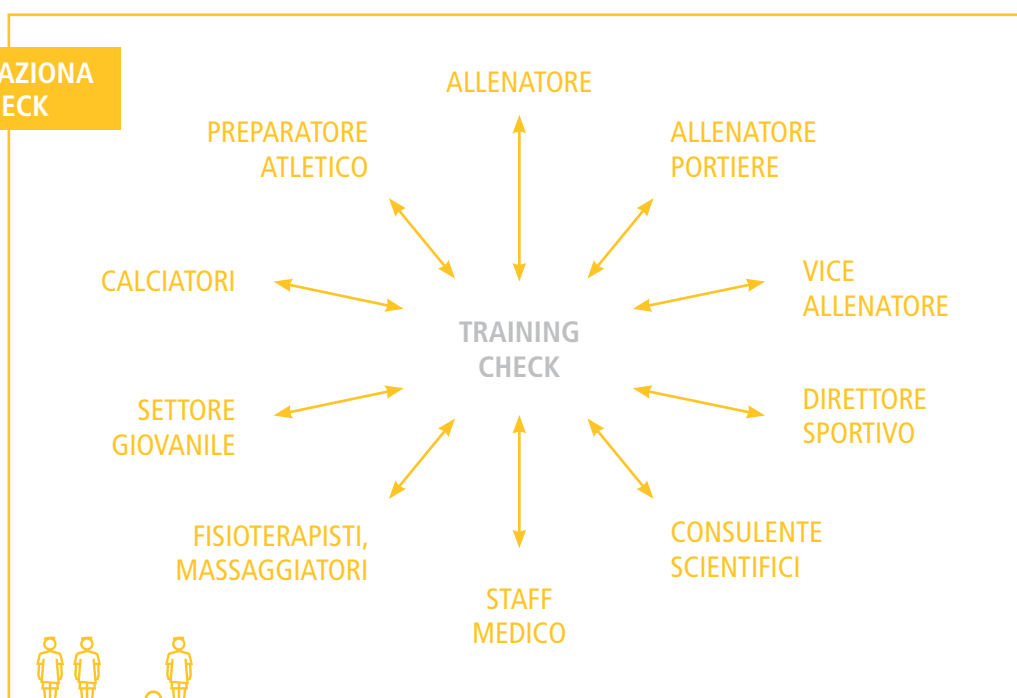 AZIONA
ECK
ALLENATORE
PREPARATORE
ATLETICO
ALLENATORE
PORTIERE
CALCIATORI
VICE
ALLENATORE
TRAINING
CHECK
SETTORE
GIOVANILE
DIRETTORE
SPORTIVO
FISIOTERAPISTI,
MASSAGGIATORI
CONSULENTE
SCIENTIFICI
STAFF
MEDICO